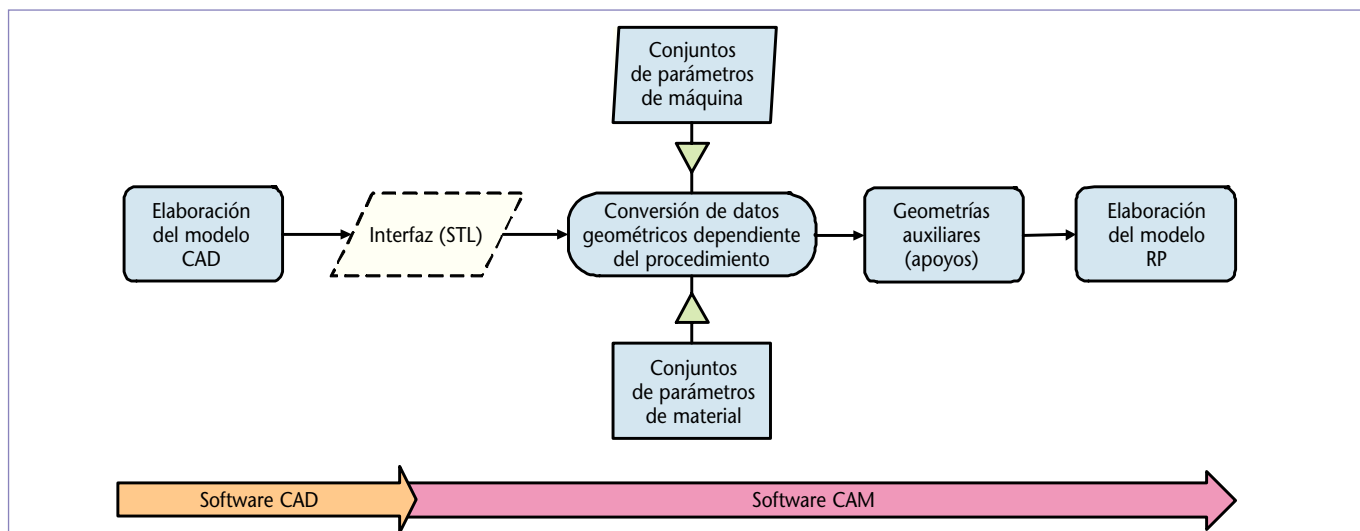 Conjuntos
de parámetros
de máquina
Elaboración
del modelo
CAD
Interfaz (STL)
Conversión de datos
geométricos dependiente
del procedimiento
Geometrías
auxiliares
(apoyos)
Elaboración
del modelo
RP
Conjuntos
de parámetros
de material
Software CAD
Software CAM